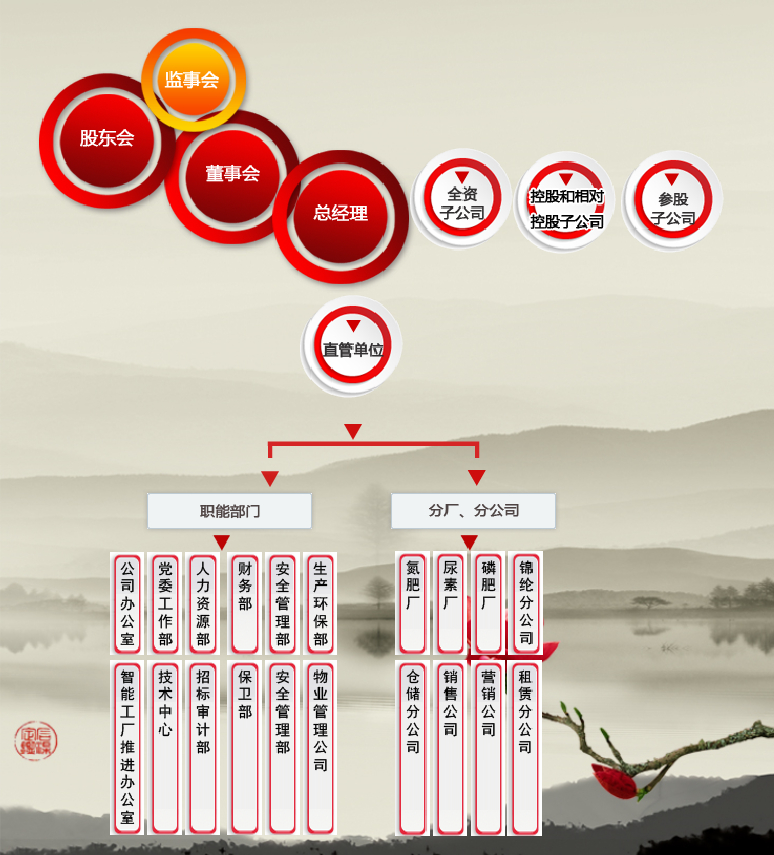 监事会
股东会
董事会
总经理
全资
子公司
控股和相对
控股子公司
参股
子公司
直管单位
职能部门
分厂、分公司
公司办公室
党委工作部
人力资源部
财务部
安全管理部
生产环保部
氮肥厂
尿素厂
磷肥厂
锦纶分公司
智能工厂推进办公室
技术中心
招标审计部
保卫部
安全管理部
物业管理公司
仓储分公司
销售公司
营销公司
租赁分公司